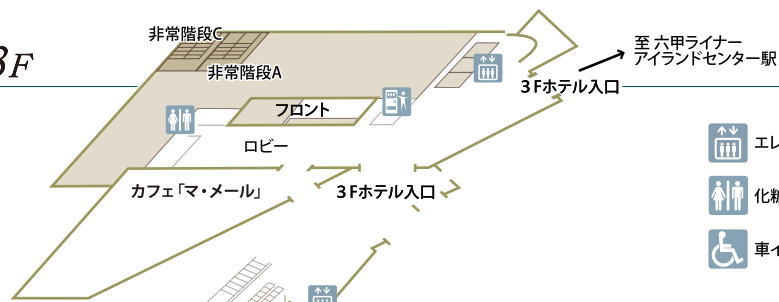 3F
非常階段C
非常階段A
至 六甲ライナー
アイランドセンター駅
3Fホテル入口
フロント
ロビー
カフェ「マ・メール」
3Fホテル入口
エレ
化粧
車イ